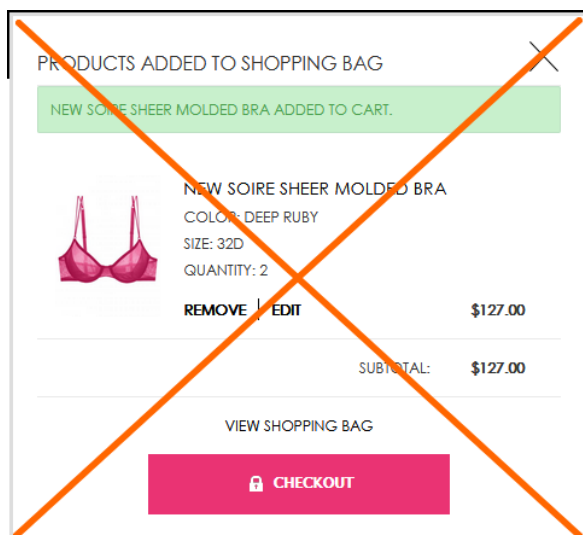 PRODUCTS ADDED TO SHOPPING BAG
NEW SOIRE SHEER MOLDED BRA ADDED TO CART.
NEW SOIRE SHEER MOLDED BRA
COLOR: DEEP RUBY
SIZE: 32D
QUANTITY: 2
REMOVE | EDIT $127.00
SUBTOTAL: $127.00
VIEW SHOPPING BAG
CHECKOUT